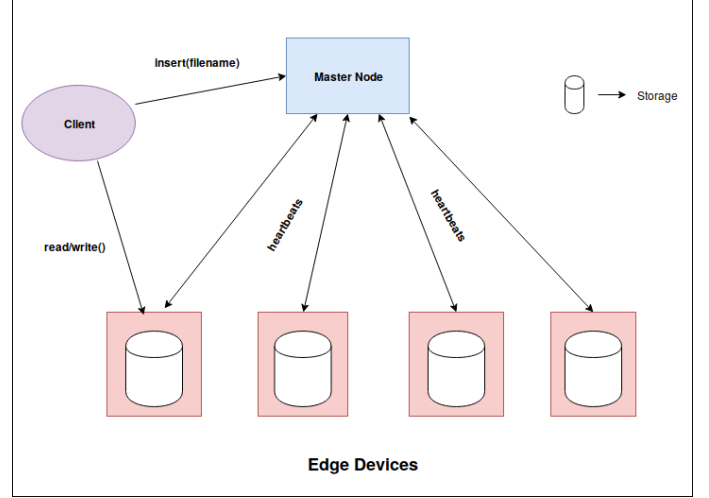 insert(filename)
Master Node
Storage
Client
heartbeats
heartbeats
read/write()
Edge Devices